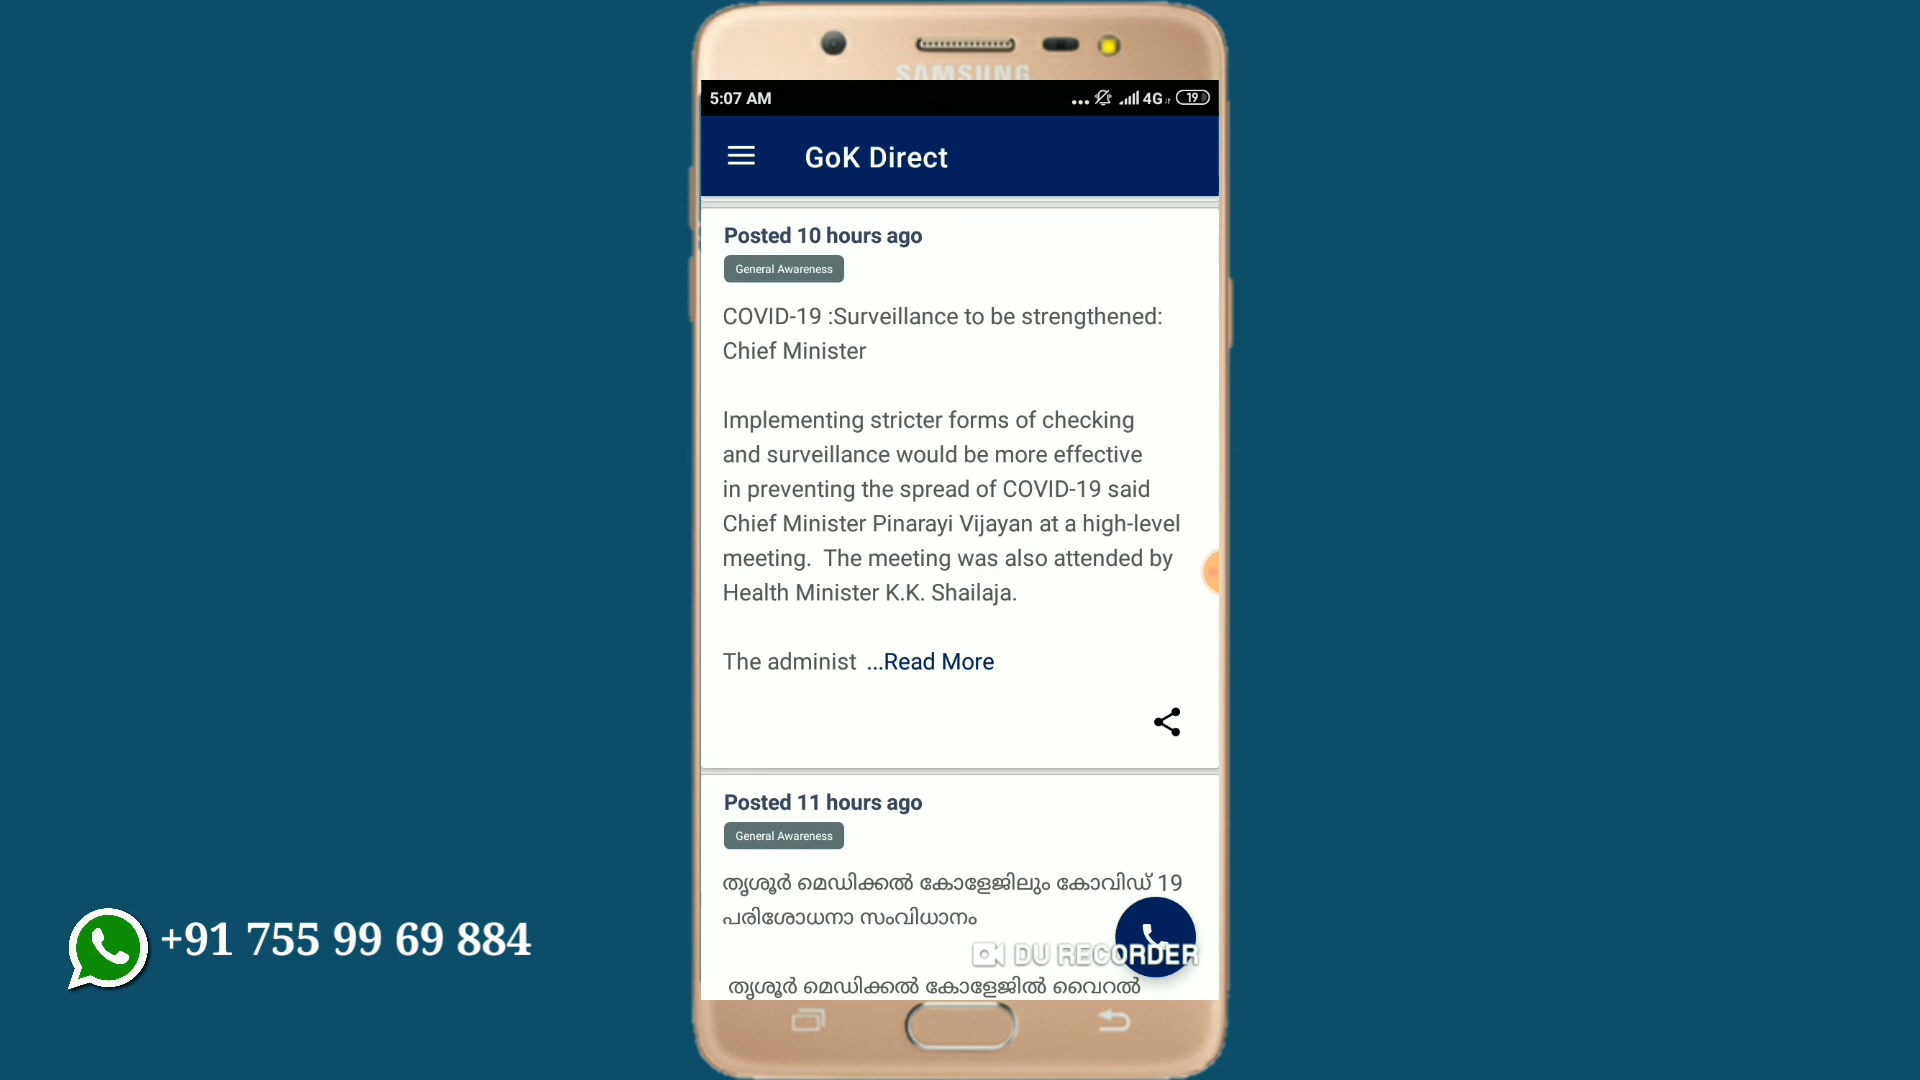 SAMSUNG
5:07 AM
4G
19
GoK Direct
Posted 10 hours ago
General Awareness
COVID-19 :Surveillance to be strengthened:
Chief Minister
Implementing stricter forms of checking
and surveillance would be more effective
in preventing the spread of COVID-19 said
Chief Minister Pinarayi Vijayan at a high-level
meeting.  The meeting was also attended by
Health Minister K.K. Shailaja.
The administ ...Read More
Posted 11 hours ago
General Awareness
തൃശൂർ മെഡിക്കൽ കോളേജിലും കോവിഡ് 19
പരിശോധനാ സംവിധാനം
DU RECORDER
തൃശൂർ മെഡിക്കൽ കോളേജിൽ വൈറൽ
+91 755 99 69 884